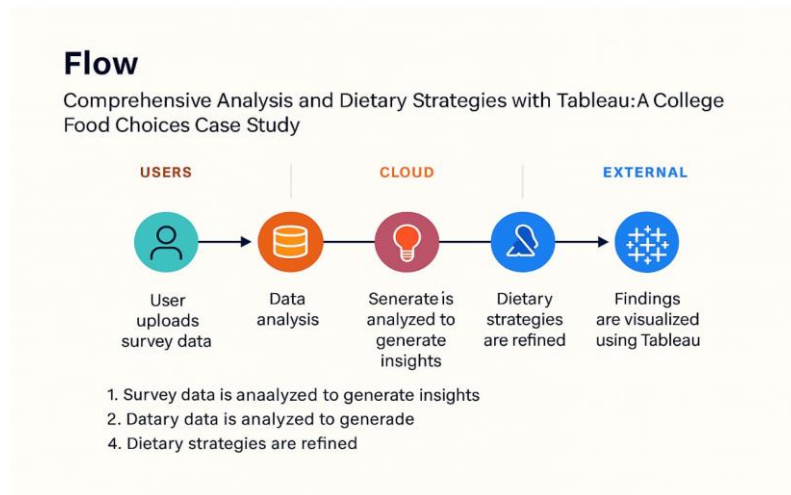 Flow
Comprehensive Analysis and Dietary Strategies with Tableau:A College
Food Choices Case Study
USERS
CLOUD
EXTERNAL
User
uploads
survey data
Data
analysis
Senerate is
analyzed to
generate
insights
Dietary
strategies
are refined
Findings
are visualized
using Tableau
1. Survey data is anaalyzed to generate insights
2. Datary data is analyzed to generade
4. Dietary strategies are refined